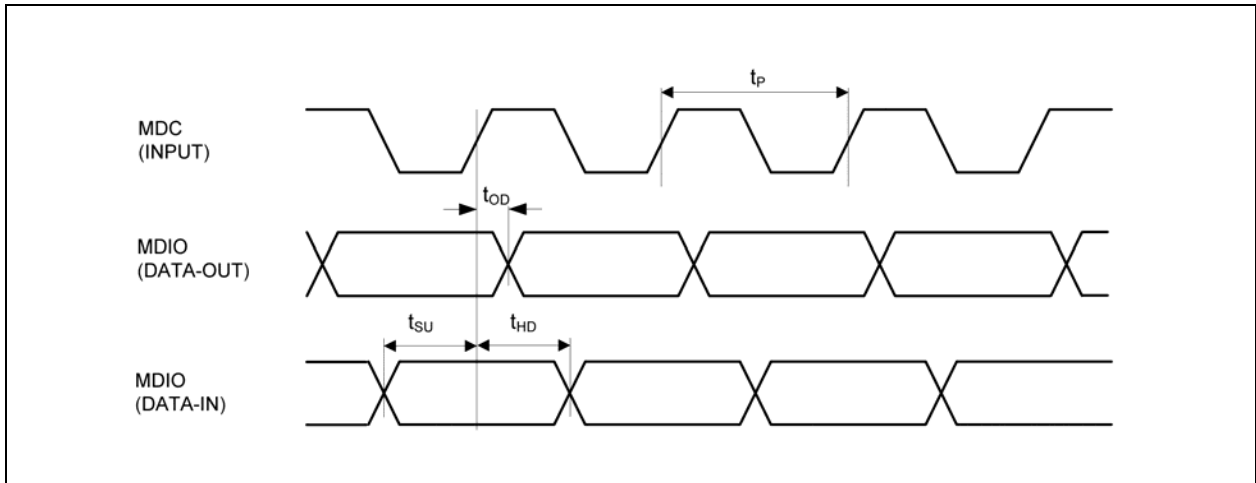 tP
MDC
(INPUT)
tOD
MDIO
(DATA-OUT)
tSU
tHD
MDIO
(DATA-IN)